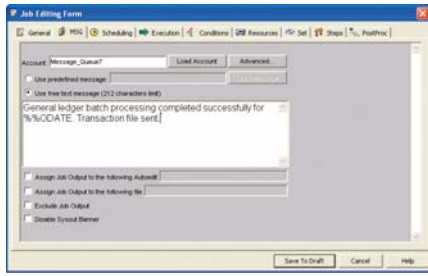 Job Editing Form
General MSG Scheduling Execution Conditions Resources Set Steps PostProc
Account Message_Queue7 Load Account Advanced...
Use predefined message:
Use free text message (212 characters limit)
General ledger batch processing completed successfully for
%%ODATE. Transaction file sent.
Assign Job Output to the following AutoEdit
Assign Job Output to the following file
Exclude Job Output
Disable Sysout Banner
Save To Draft Cancel Help